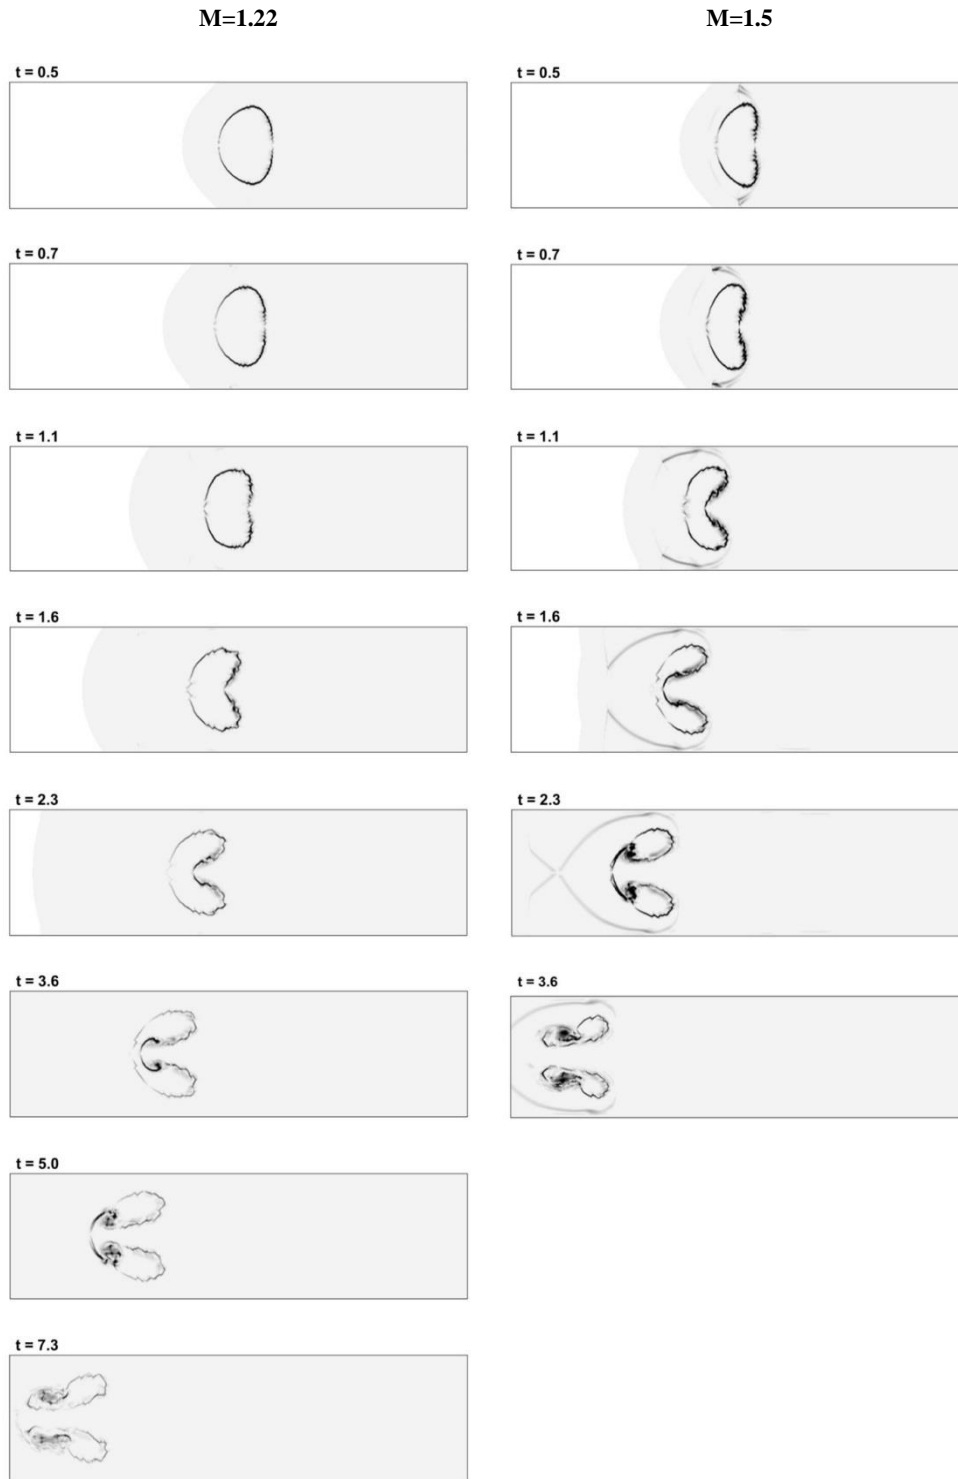 M=1.22
M=1.5
t = 0.5
t = 0.5
t = 0.7
t = 0.7
t = 1.1
t = 1.1
t = 1.6
t = 1.6
t = 2.3
t = 2.3
t = 3.6
t = 3.6
t = 5.0
t = 7.3